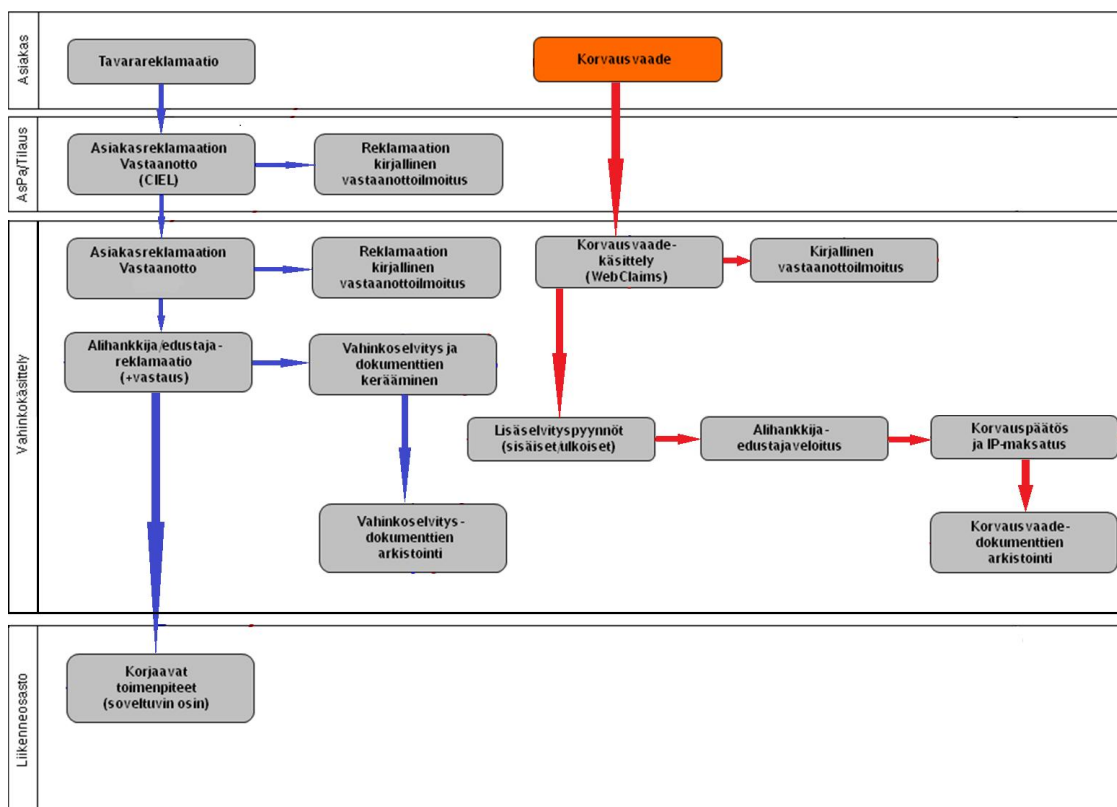 Asiakas
Tavarareklamaatio
Korvausvaade
AsPa/Tilaus
Asiakasreklamaation
Vastaanotto
(CIEL)
Reklamaation
kirjallinen
vastaanottoilmoitus
Vahinkokäsittely
Asiakasreklamaation
Vastaanotto
Reklamaation
kirjallinen
vastaanottoilmoitus
Korvausvaade-
käsittely
(WebClaims)
Kirjallinen
vastaanottoilmoitus
Alihankkija/edustaja-
reklamaatio
(+vastaus)
Vahinkoselvitys ja
dokumenttien
kerääminen
Lisäselvityspyynnöt
(sisäiset/ulkoiset)
Alihankkija-
edustajaveloitus
Korvauspäätös
ja IP-maksatus
Vahinkoselvitys-
dokumenttien
arkistointi
Korvausvaade-
dokumenttien
arkistointi
Liikenneosasto
Korjaavat
toimenpiteet
(soveltuvin osin)